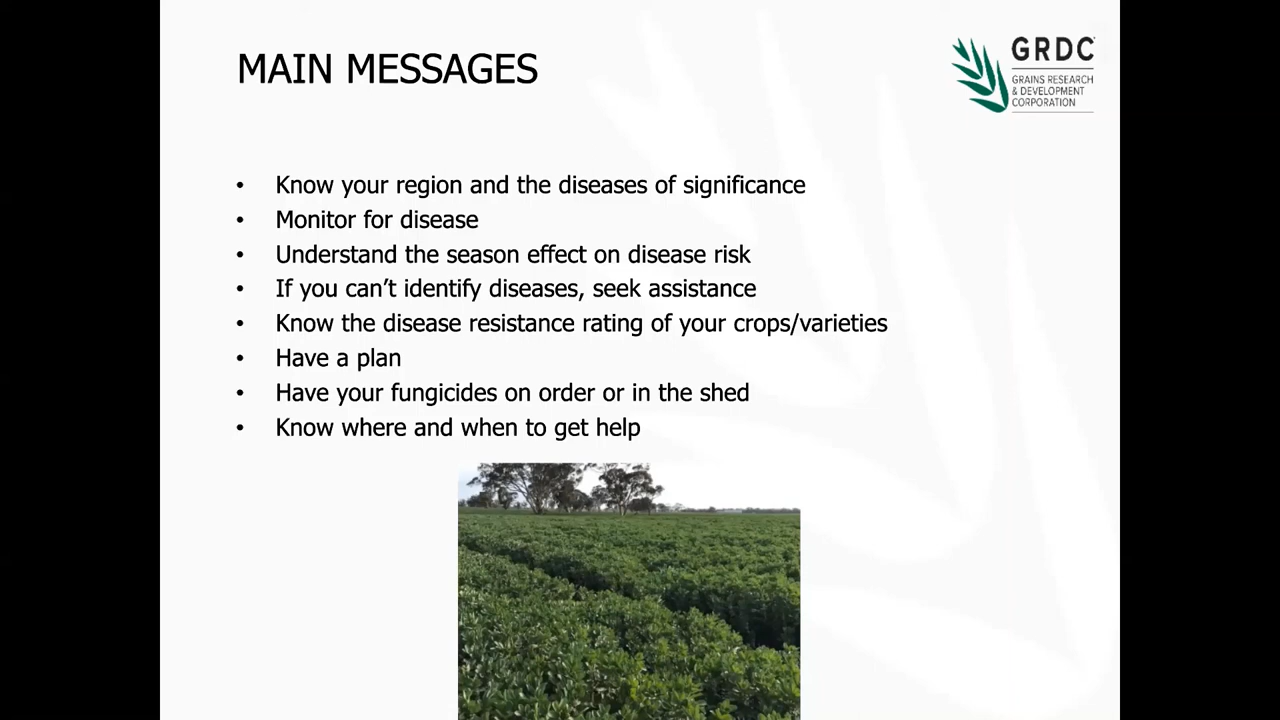 MAIN MESSAGES
GRDC
GRAINS RESEARCH
& DEVELOPMENT
CORPORATION
• Know your region and the diseases of significance
• Monitor for disease
• Understand the season effect on disease risk
• If you can’t identify diseases, seek assistance
• Know the disease resistance rating of your crops/varieties
• Have a plan
• Have your fungicides on order or in the shed
• Know where and when to get help